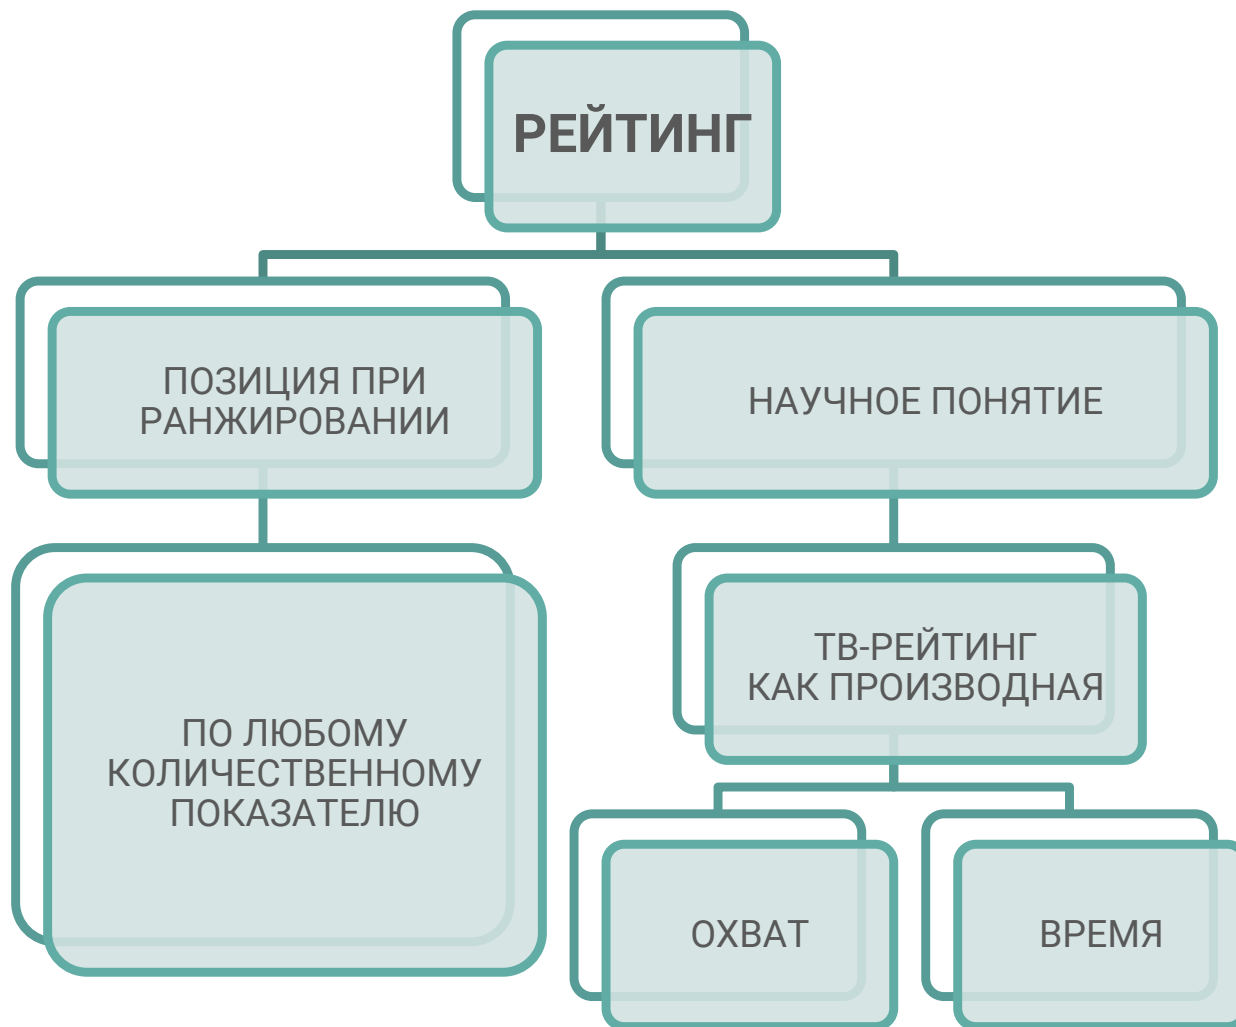 РЕЙТИНГ
ПОЗИЦИЯ ПРИ
РАНЖИРОВАНИИ
НАУЧНОЕ ПОНЯТИЕ
ПО ЛЮБОМУ
КОЛИЧЕСТВЕННОМУ
ПОКАЗАТЕЛЮ
ТВ-РЕЙТИНГ
КАК ПРОИЗВОДНАЯ
ОХВАТ
ВРЕМЯ